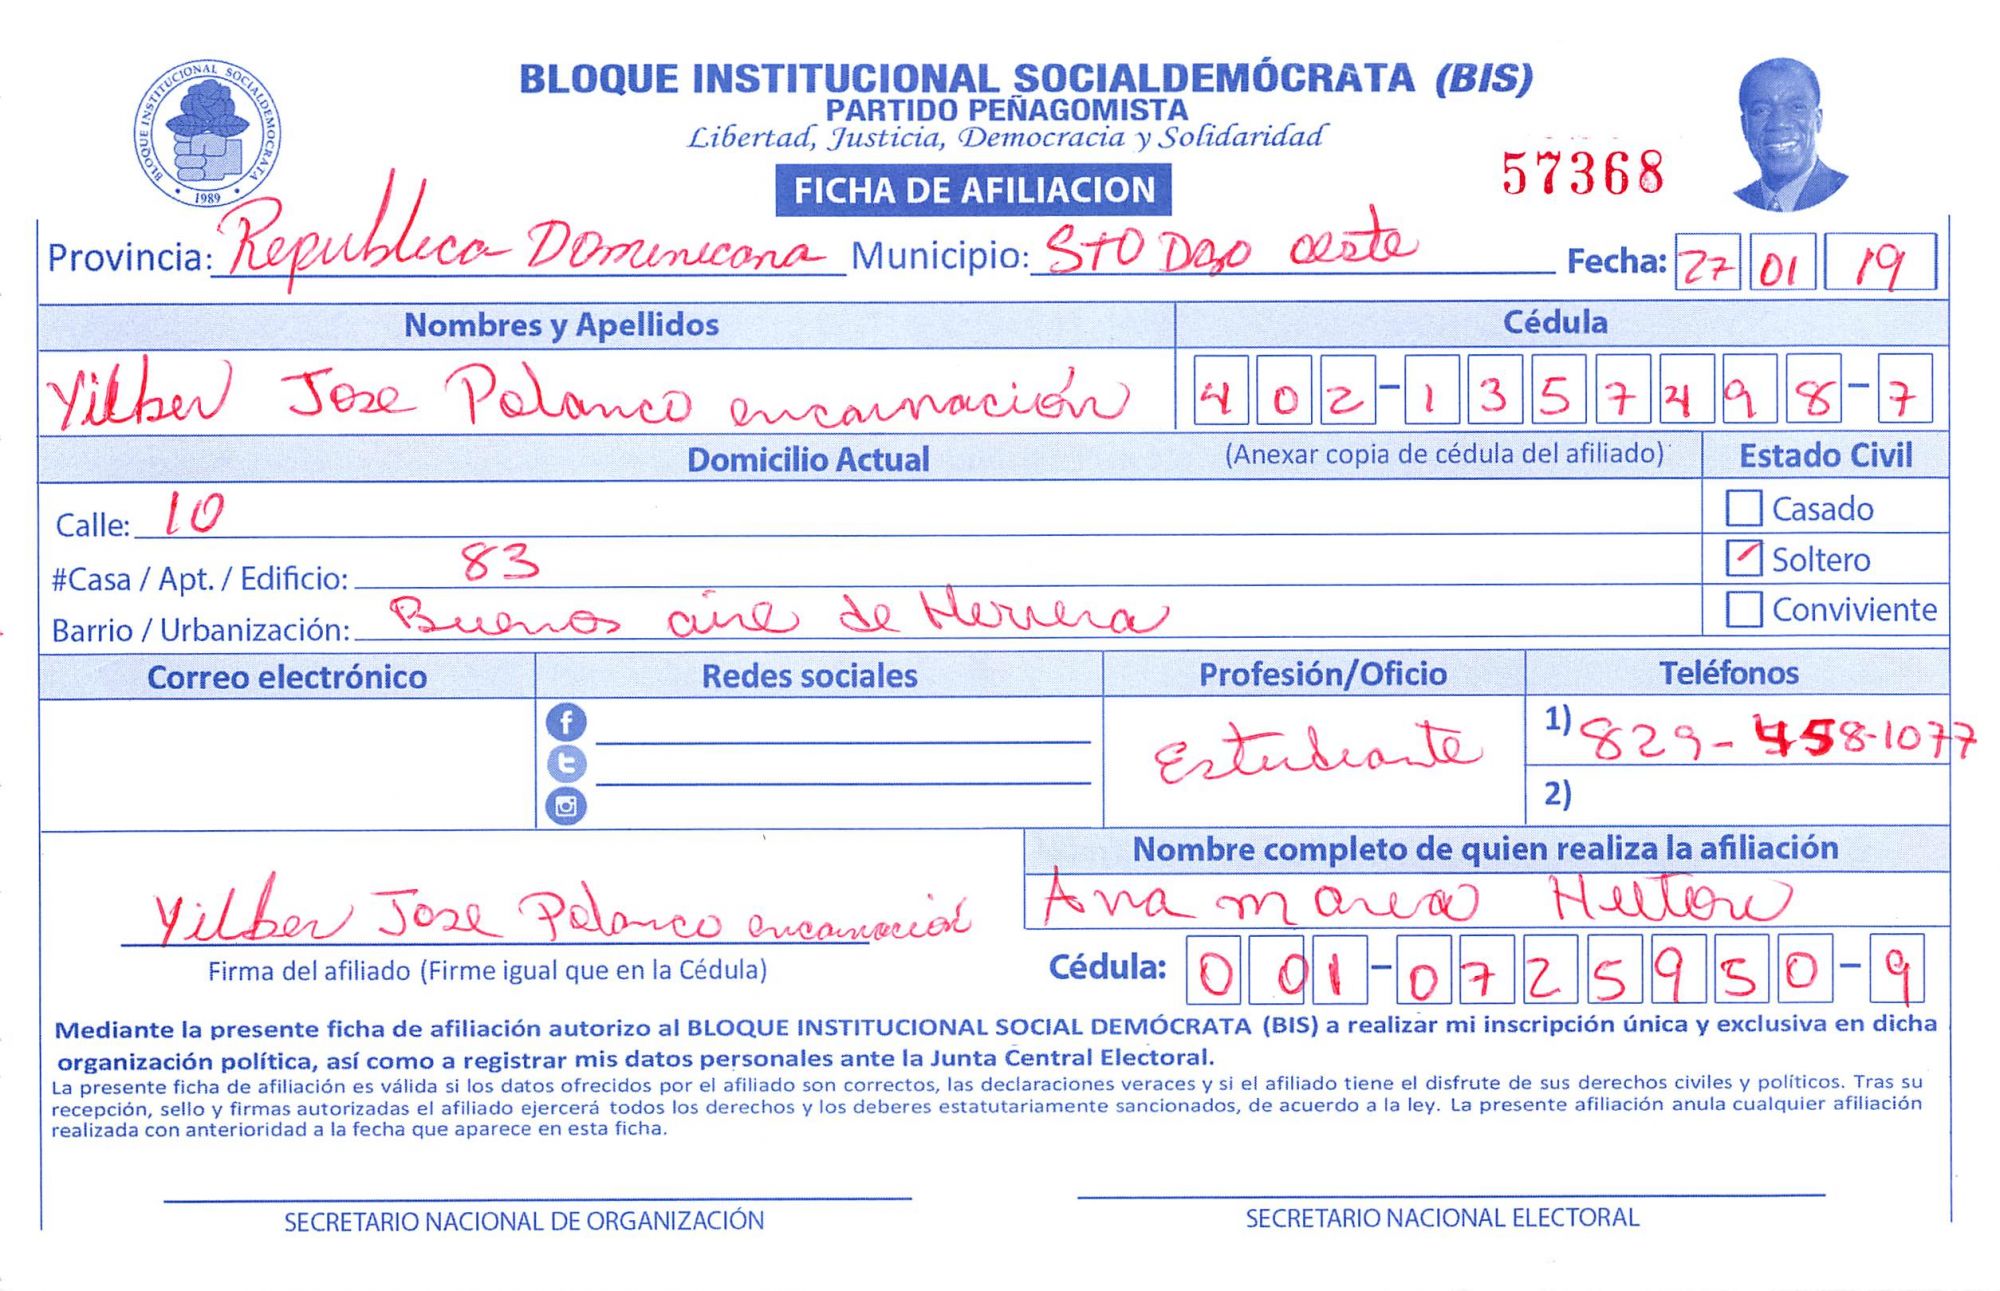 BLOQUE INSTITUCIONAL SOCIALDEMOCRATA
1989
BLOQUE INSTITUCIONAL SOCIALDEMÓCRATA (BIS)
PARTIDO PEÑAGOMISTA
Libertad, Justicia, Democracia y Solidaridad
FICHA DE AFILIACION
57368
Provincia: Republica Dominicana Municipio: STO Dgo oeste Fecha: 27 01 19
Nombres y Apellidos Cédula
Yilber Jose Polanco encarnación 402-1357498-7
Domicilio Actual (Anexar copia de cédula del afiliado) Estado Civil
Calle: 10 Casado
#Casa / Apt. / Edificio: 83 Soltero
Barrio / Urbanización: Buenos aire de Herrera Conviviente
Correo electrónico Redes sociales Profesión/Oficio Teléfonos
Estudiante 1) 829-458-1077
2)
Nombre completo de quien realiza la afiliación
Yilber Jose Polanco encarnación Ana maria
Firma del afiliado (Firme igual que en la Cédula) Cédula: 001-0725950-9
Mediante la presente ficha de afiliación autorizo al BLOQUE INSTITUCIONAL SOCIAL DEMÓCRATA (BIS) a realizar mi inscripción única y exclusiva en dicha
organización política, así como a registrar mis datos personales ante la Junta Central Electoral.
La presente ficha de afiliación es válida si los datos ofrecidos por el afiliado son correctos, las declaraciones veraces y si el afiliado tiene el disfrute de sus derechos civiles y políticos. Tras su
recepción, sello y firmas autorizadas el afiliado ejercerá todos los derechos y los deberes estatutariamente sancionados, de acuerdo a la ley. La presente afiliación anula cualquier afiliación
realizada con anterioridad a la fecha que aparece en esta ficha.
SECRETARIO NACIONAL DE ORGANIZACIÓN SECRETARIO NACIONAL ELECTORAL